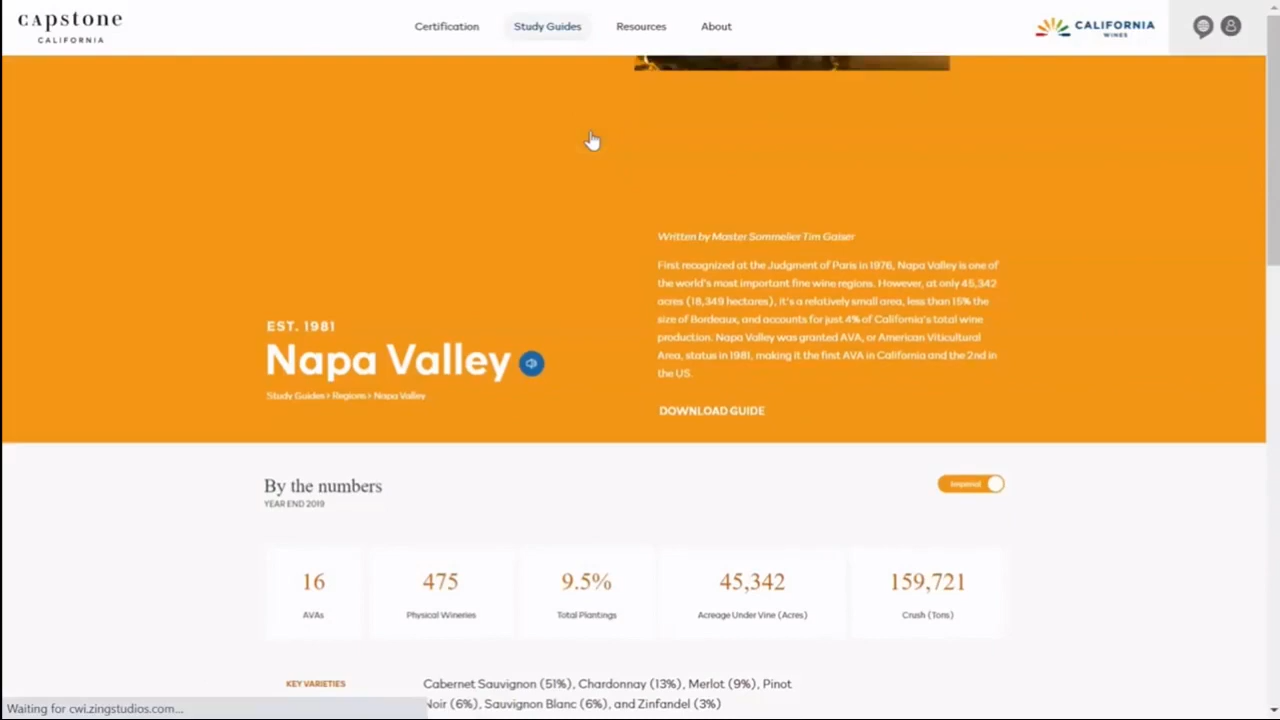 capstone
CALIFORNIA
Certification
Study Guides
Resources
About
CALIFORNIA
WINES
Written by Master Sommelier Tim Gaiser
First recognized at the Judgment of Paris in 1976, Napa Valley is one of
the world's most important fine wine regions. However, at only 45,342
acres (18,349 hectares), it's a relatively small area, less than 15% the
size of Bordeaux, and accounts for just 4% of California's total wine
production. Napa Valley was granted AVA, or American Viticultural
Area, status in 1981, making it the first AVA in California and the 2nd in
the US.
DOWNLOAD GUIDE
EST. 1981
Napa Valley
Study Guides > Regions > Napa Valley
By the numbers
YEAR END 2019
Imperial
16
AVAs
475
Physical Wineries
9.5%
Total Plantings
45,342
Acreage Under Vine (Acres)
159,721
Crush (Tons)
KEY VARIETIES
Cabernet Sauvignon (51%), Chardonnay (13%), Merlot (9%), Pinot
Noir (6%), Sauvignon Blanc (6%), and Zinfandel (3%)
Waiting for cwi.zingstudios.com...